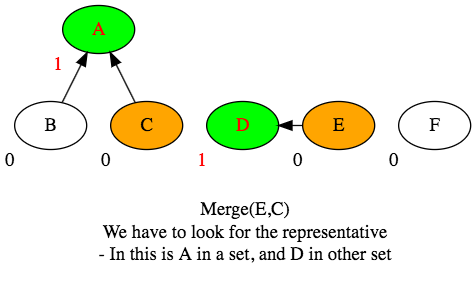 A
1
B C D E F
0 0 1 0 0
Merge(E,C)
We have to look for the representative
- In this is A in a set, and D in other set